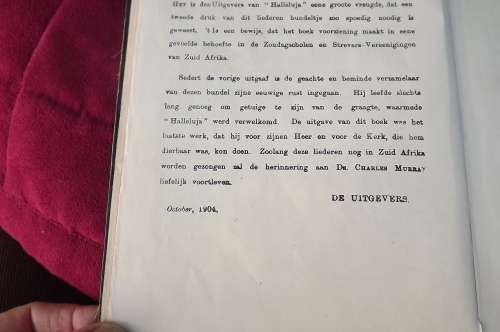 Het is den Uitgevers van "Halleluja" eene groote vreugde, dat een
tweede druk van dit liederen bundeltje zoo spoedig noodig is
geweest, 't Is een bewijs, dat het boek voorziening maakt in eene
gevoelde behoefte in de Zondagscholen en Strevers-Vereenigingen
van Zuid Afrika.
Sedert de vorige uitgaaf is de geachte en beminde verzamelaar
van dezen bundel zijne eeuwige rust ingegaan. Hij leefde slechts
lang genoeg om getuige te zijn van de graagte, waarmede
"Halleluja" werd verwelkomd. De uitgave van dit boek was het
laatste werk, dat hij voor zijnen Heer en voor de Kerk, die hem
dierbaar was, kon doen. Zoolang deze liederen nog in Zuid Afrika
worden gezongen zal de herinnering aan Dr. Charles Murray
liefelijk voortleven.
DE UITGEVERS.
October, 1904.